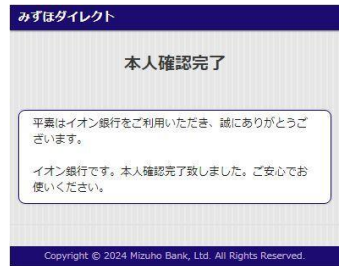 みずほダイレクト
本人確認完了
平素はイオン銀行をご利用いただき、誠にありがとうご
ざいます。
イオン銀行です。本人確認完了致しました。ご安心でお
使いください。
Copyright © 2024 Mizuho Bank, Ltd. All Rights Reserved.